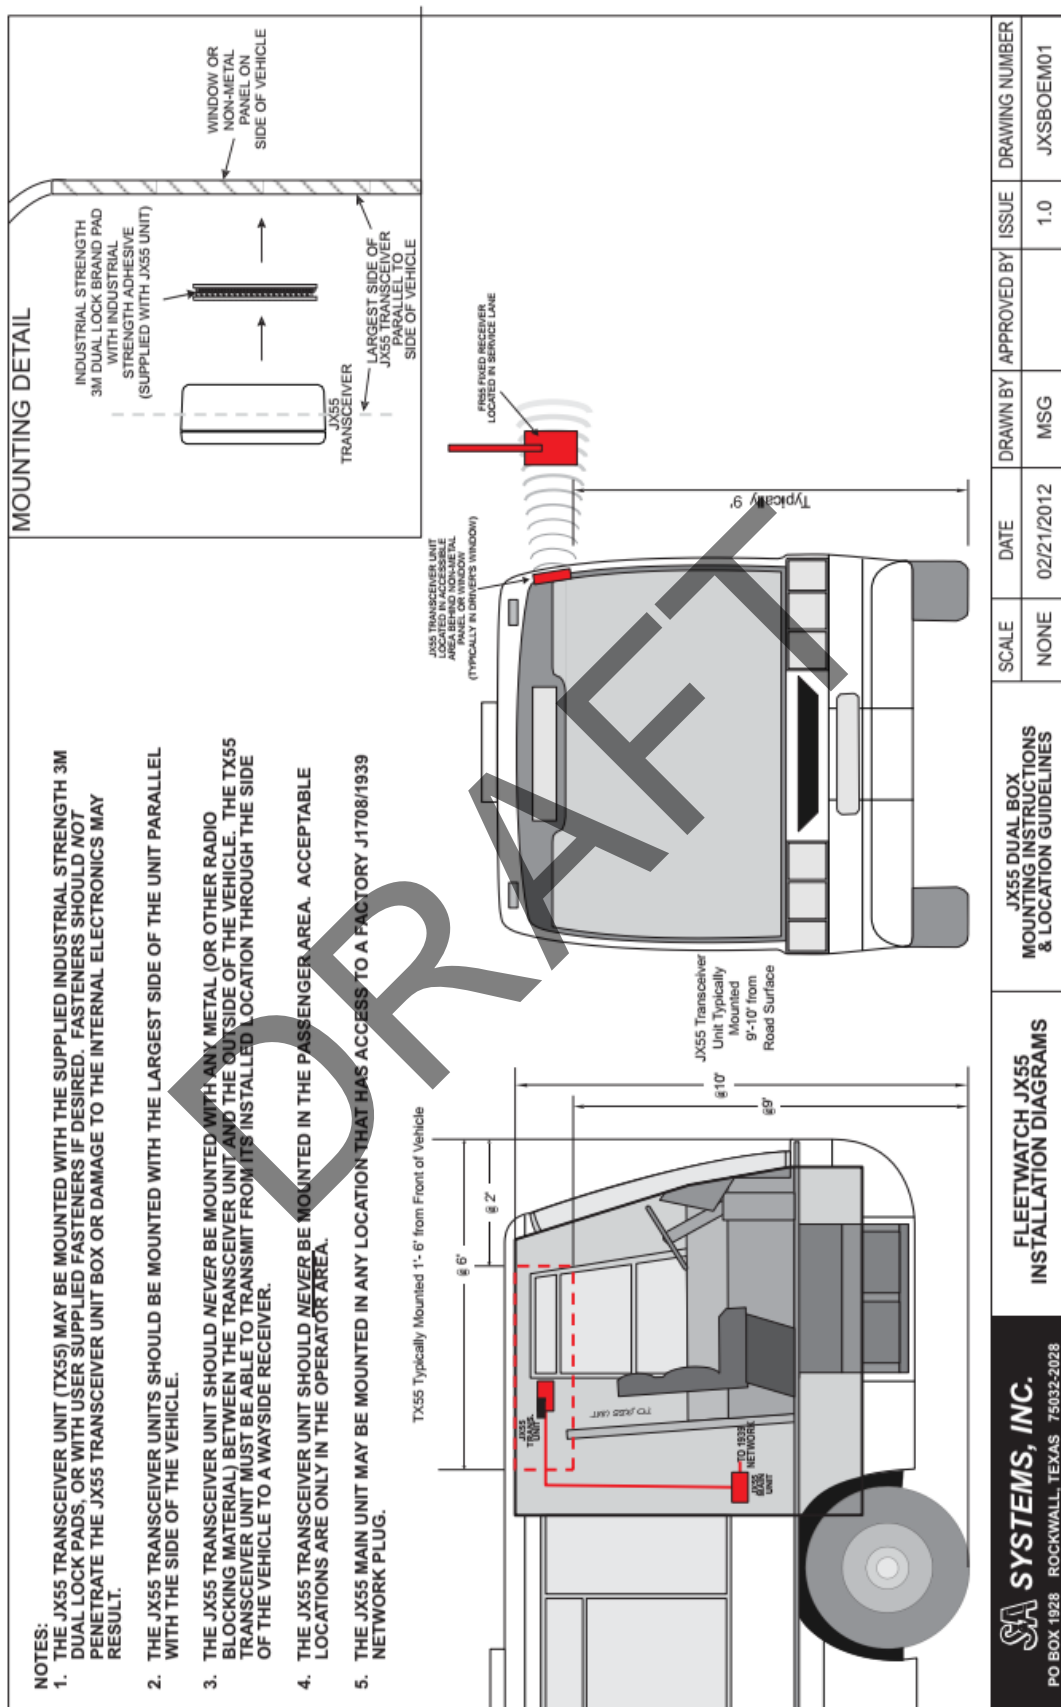 NOTES:
1. THE JX55 TRANSCEIVER UNIT (TX55) MAY BE MOUNTED WITH THE SUPPLIED INDUSTRIAL STRENGTH 3M
DUAL LOCK PADS, OR WITH USER SUPPLIED FASTENERS IF DESIRED. FASTENERS SHOULD NOT
PENETRATE THE JX55 TRANSCEIVER UNIT BOX OR DAMAGE TO THE INTERNAL ELECTRONICS MAY
RESULT.
2. THE JX55 TRANSCEIVER UNITS SHOULD BE MOUNTED WITH THE LARGEST SIDE OF THE UNIT PARALLEL
WITH THE SIDE OF THE VEHICLE.
3. THE JX55 TRANSCEIVER UNIT SHOULD NEVER BE MOUNTED WITH ANY METAL (OR OTHER RADIO
BLOCKING MATERIAL) BETWEEN THE TRANSCEIVER UNIT AND THE OUTSIDE OF THE VEHICLE. THE TX55
TRANSCEIVER UNIT MUST BE ABLE TO TRANSMIT FROM ITS INSTALLED LOCATION THROUGH THE SIDE
OF THE VEHICLE TO A WAYSIDE RECEIVER.
4. THE JX55 TRANSCEIVER UNIT SHOULD NEVER BE MOUNTED IN THE PASSENGER AREA. ACCEPTABLE
LOCATIONS ARE ONLY IN THE OPERATOR AREA.
5. THE JX55 MAIN UNIT MAY BE MOUNTED IN ANY LOCATION THAT HAS ACCESS TO A FACTORY J1708/1939
NETWORK PLUG.
MOUNTING DETAIL
INDUSTRIAL STRENGTH
3M DUAL LOCK BRAND PAD
WITH INDUSTRIAL
STRENGTH ADHESIVE
(SUPPLIED WITH JX55 UNIT)
WINDOW OR
NON-METAL
PANEL ON
SIDE OF VEHICLE
JX55
TRANSCEIVER
LARGEST SIDE OF
JX55 TRANSCEIVER
PARALLEL TO
SIDE OF VEHICLE
TX55 Typically Mounted 1'- 6' from Front of Vehicle
@ 6'
@ 2"
@10'
@9'
JX55
TRANS.
UNIT
TO JX55 UNIT
TO 1939
NETWORK
JX55
MAIN
UNIT
JX55 Transceiver
Unit Typically
Mounted
9'-10' from
Road Surface
JX55 TRANSCEIVER UNIT
LOCATED IN ACCESSIBLE
AREA BEHIND NON-METAL
PANEL OR WINDOW
(TYPICALLY IN DRIVER'S WINDOW)
FR55 FIXED RECEIVER
LOCATED IN SERVICE LANE
Typically 9'
DRAFT
SA SYSTEMS, INC.
PO BOX 1928 ROCKWALL, TEXAS 75032-2028
FLEETWATCH JX55
INSTALLATION DIAGRAMS
JX55 DUAL BOX
MOUNTING INSTRUCTIONS
& LOCATION GUIDELINES
SCALE
NONE
DATE
02/21/2012
DRAWN BY
MSG
APPROVED BY
ISSUE
1.0
DRAWING NUMBER
JXSBOEM01